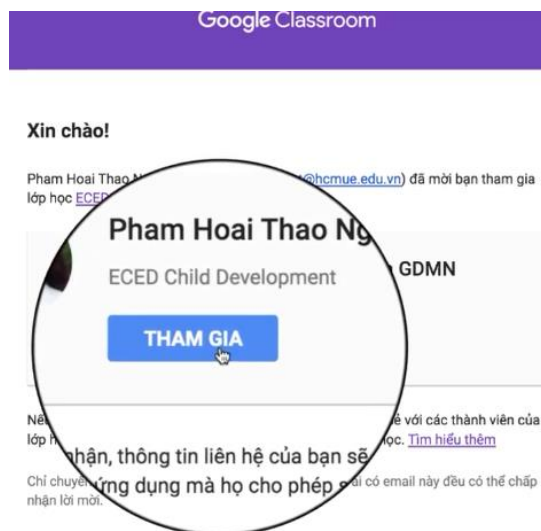 Google Classroom
Xin chào!
Pham Hoai Thao @hcmue.edu.vn) đã mời bạn tham gia
lớp học ECED
Pham Hoai Thao Ng
GDMN
ECED Child Development
THAM GIA
với các thành viên của
lớp học. Tìm hiểu thêm
nhận, thông tin liên hệ của bạn sẽ
ứng dụng mà họ cho phép
Chỉ chuyển có email này đều có thể chấp
nhận lời mời.